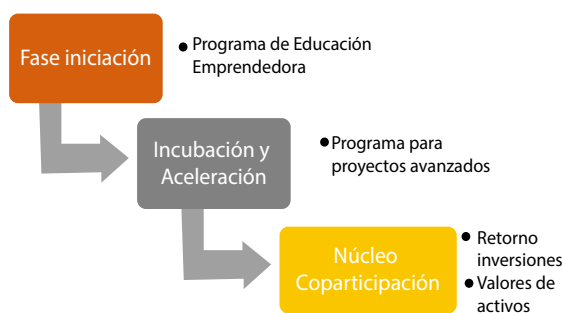 Fase iniciación
● Programa de Educación
Emprendedora
Incubación y
Aceleración
● Programa para
proyectos avanzados
Núcleo
Coparticipación
● Retorno
inversiones
● Valores de
activos